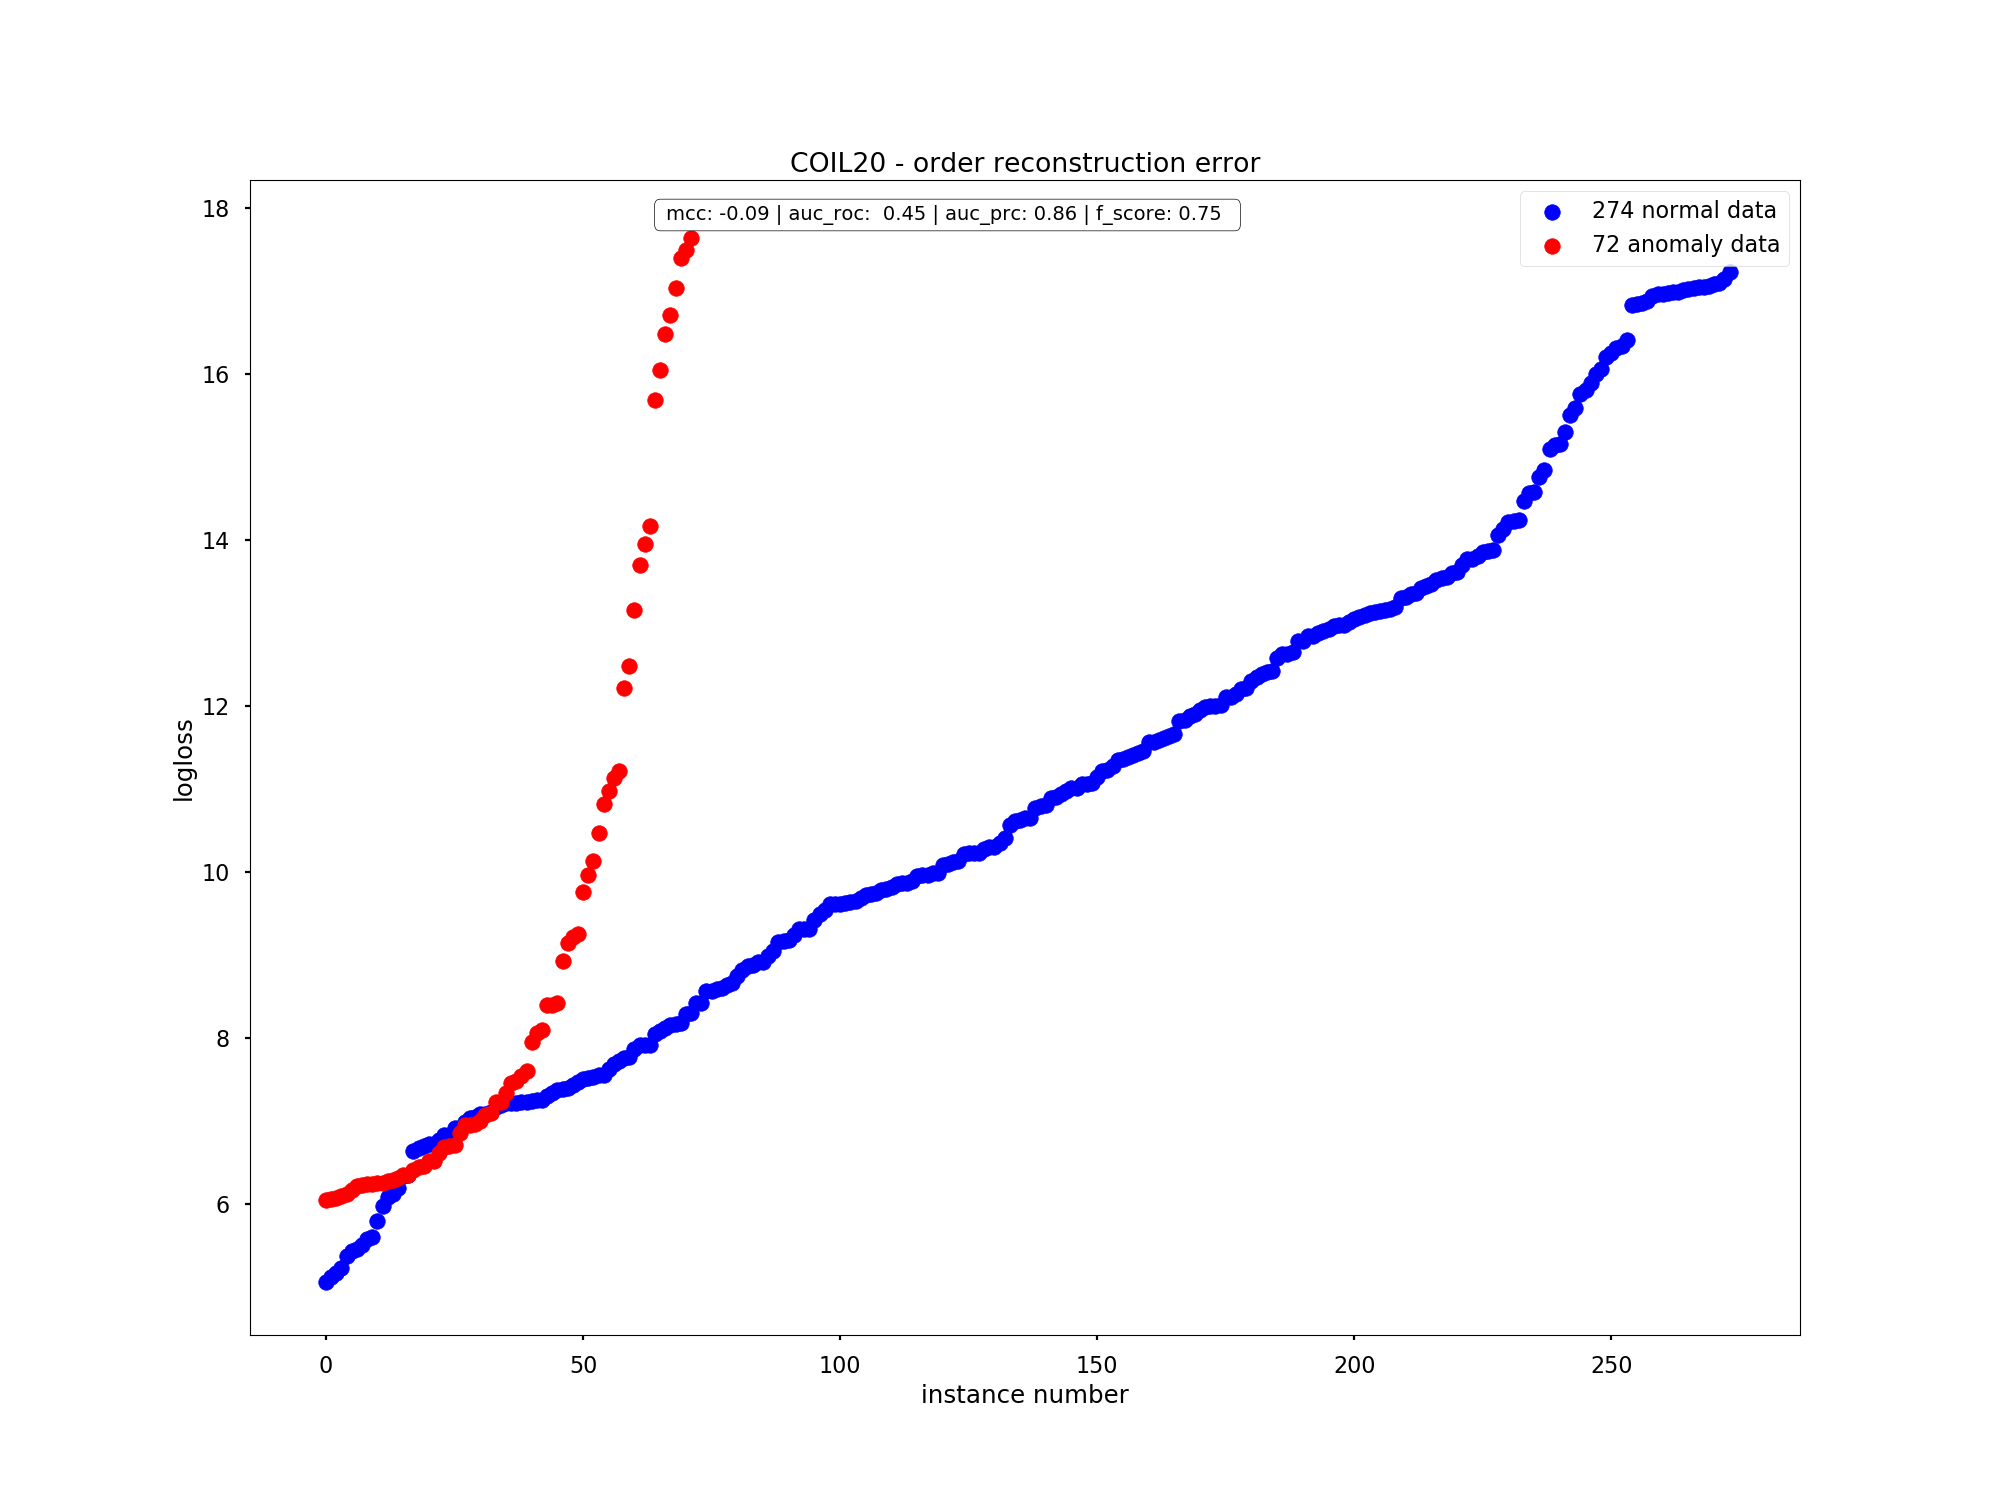 COIL20 - order reconstruction error
mcc: -0.09 | auc_roc:  0.45 | auc_prc: 0.86 | f_score: 0.75
274 normal data
72 anomaly data
18
16
14
12
10
8
6
logloss
0
50
100
150
200
250
instance number